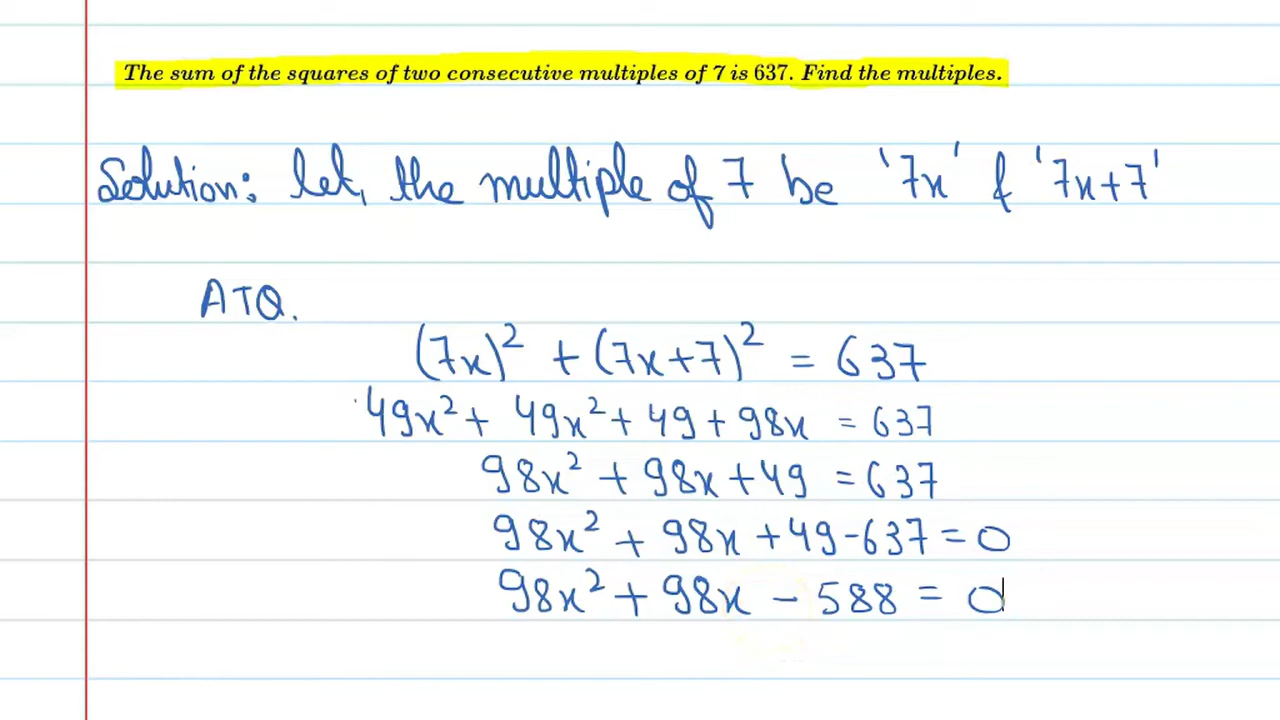 The sum of the squares of two consecutive multiples of 7 is 637. Find the multiples.
Solution: let, the multiple of 7 be '7x' & '7x+7'
ATQ.
(7x)² + (7x+7)² = 637
49x² + 49x² + 49 + 98x = 637
98x² + 98x + 49 = 637
98x² + 98x + 49 - 637 = 0
98x² + 98x - 588 = 0